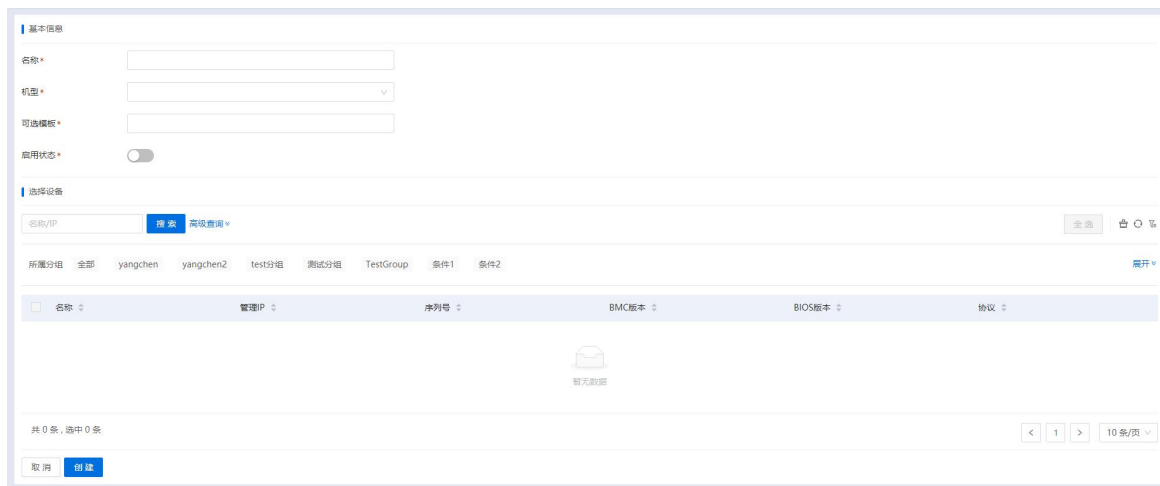 基本信息
名称*
机型*
可选模板*
启用状态*
选择设备
名称/IP 搜 索 高级查询 全 选
所属分组 全部 yangchen yangchen2 test分组 测试分组 TestGroup 条件1 条件2 展开
名称 管理IP 序列号 BMC版本 BIOS版本 协议
暂无数据
共 0 条 , 选中 0 条 < 1 > 10 条/页
取 消 创 建